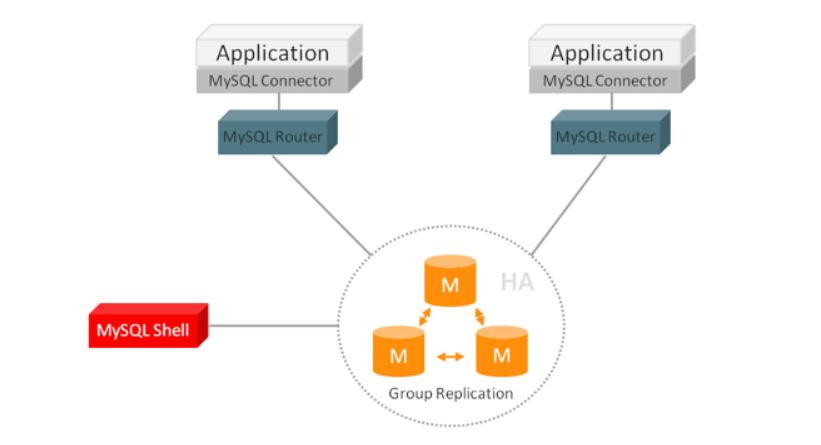 Application
MySQL Connector
MySQL Router
Application
MySQL Connector
MySQL Router
HA
M
MySQL Shell
M
M
Group Replication